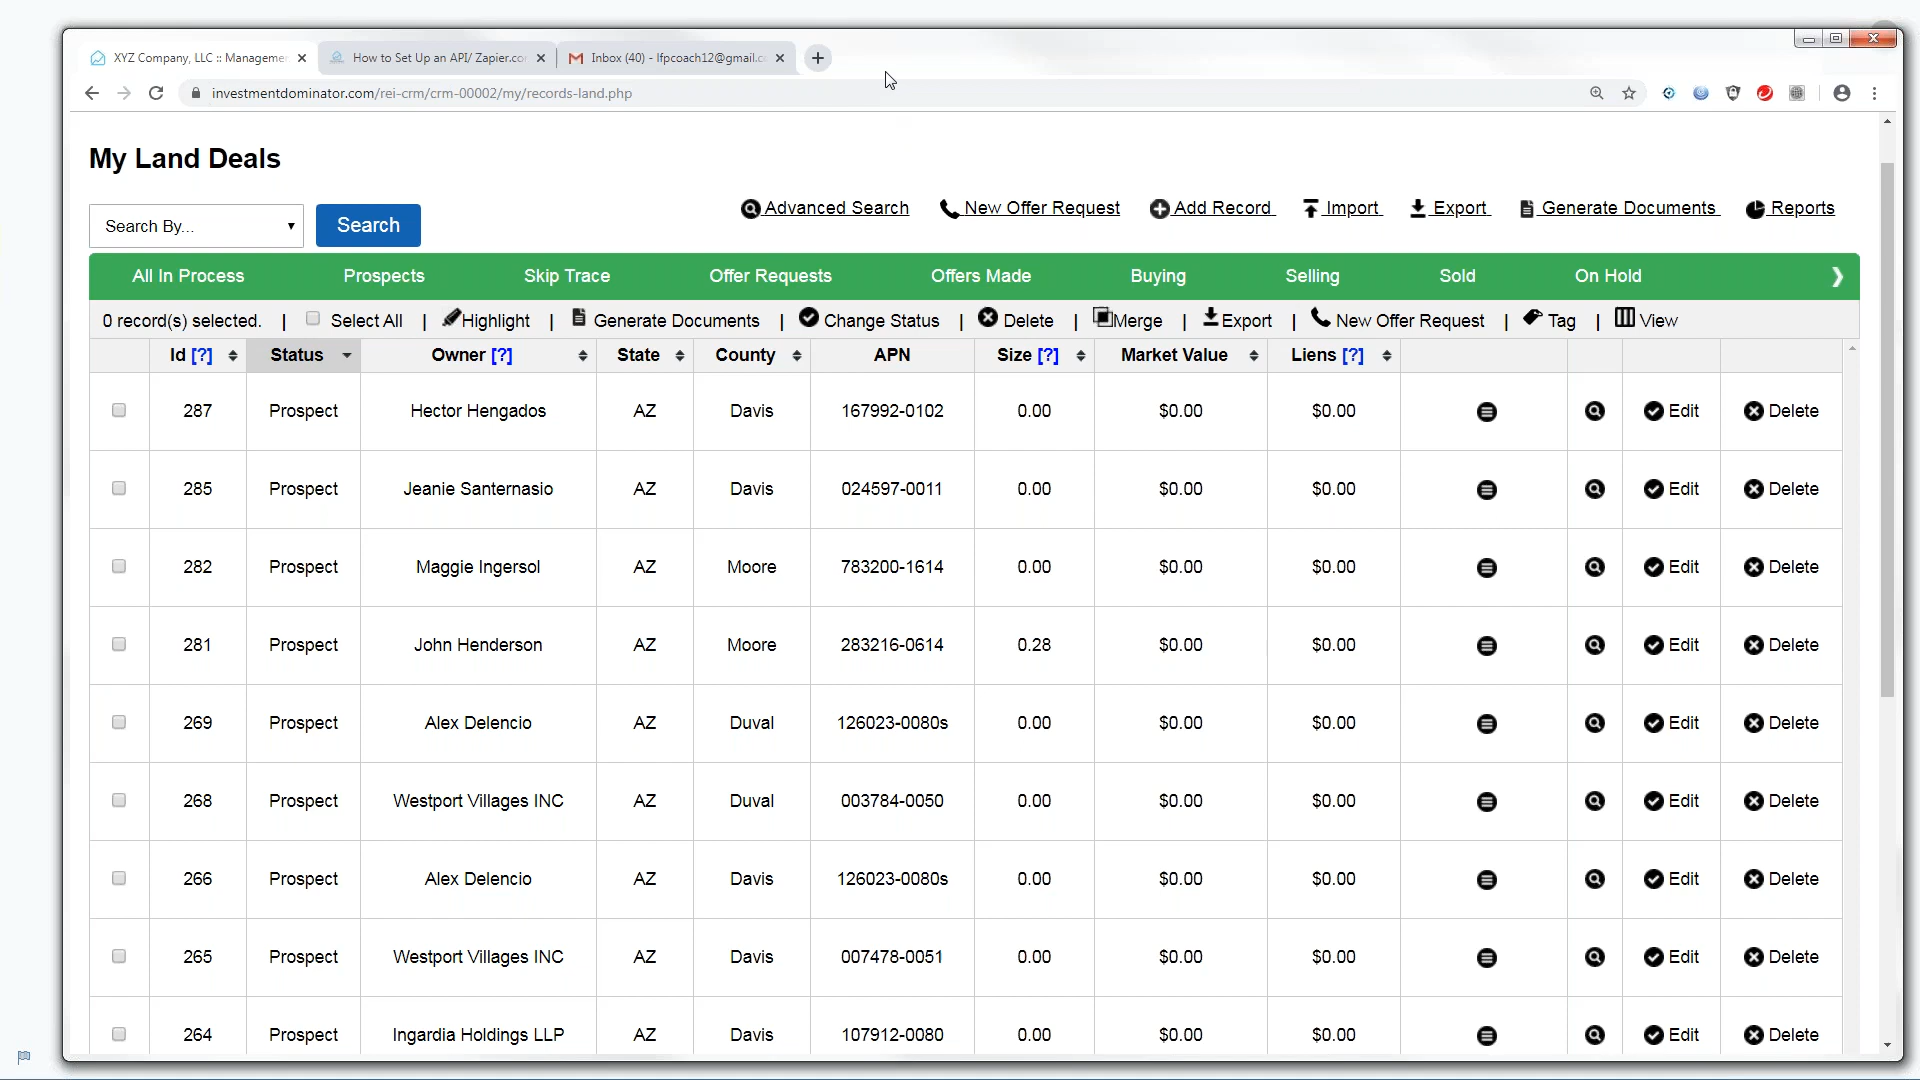 XYZ Company, LLC :: Manageme
How to Set Up an API/ Zapier.co
Inbox (40) - lfpcoach12@gmail.c
investmentdominator.com/rei-crm/crm-00002/my/records-land.php
My Land Deals
Search By...
Search
Advanced Search
New Offer Request
Add Record
Import
Export
Generate Documents
Reports
All In Process Prospects Skip Trace Offer Requests Offers Made Buying Selling Sold On Hold
0 record(s) selected. | Select All | Highlight | Generate Documents | Change Status | Delete | Merge | Export | New Offer Request | Tag | View
Id [?] Status Owner [?] State County APN Size [?] Market Value Liens [?]
287 Prospect Hector Hengados AZ Davis 167992-0102 0.00 $0.00 $0.00 Edit Delete
285 Prospect Jeanie Santernasio AZ Davis 024597-0011 0.00 $0.00 $0.00 Edit Delete
282 Prospect Maggie Ingersol AZ Moore 783200-1614 0.00 $0.00 $0.00 Edit Delete
281 Prospect John Henderson AZ Moore 283216-0614 0.28 $0.00 $0.00 Edit Delete
269 Prospect Alex Delencio AZ Duval 126023-0080s 0.00 $0.00 $0.00 Edit Delete
268 Prospect Westport Villages INC AZ Duval 003784-0050 0.00 $0.00 $0.00 Edit Delete
266 Prospect Alex Delencio AZ Davis 126023-0080s 0.00 $0.00 $0.00 Edit Delete
265 Prospect Westport Villages INC AZ Davis 007478-0051 0.00 $0.00 $0.00 Edit Delete
264 Prospect Ingardia Holdings LLP AZ Davis 107912-0080 0.00 $0.00 $0.00 Edit Delete